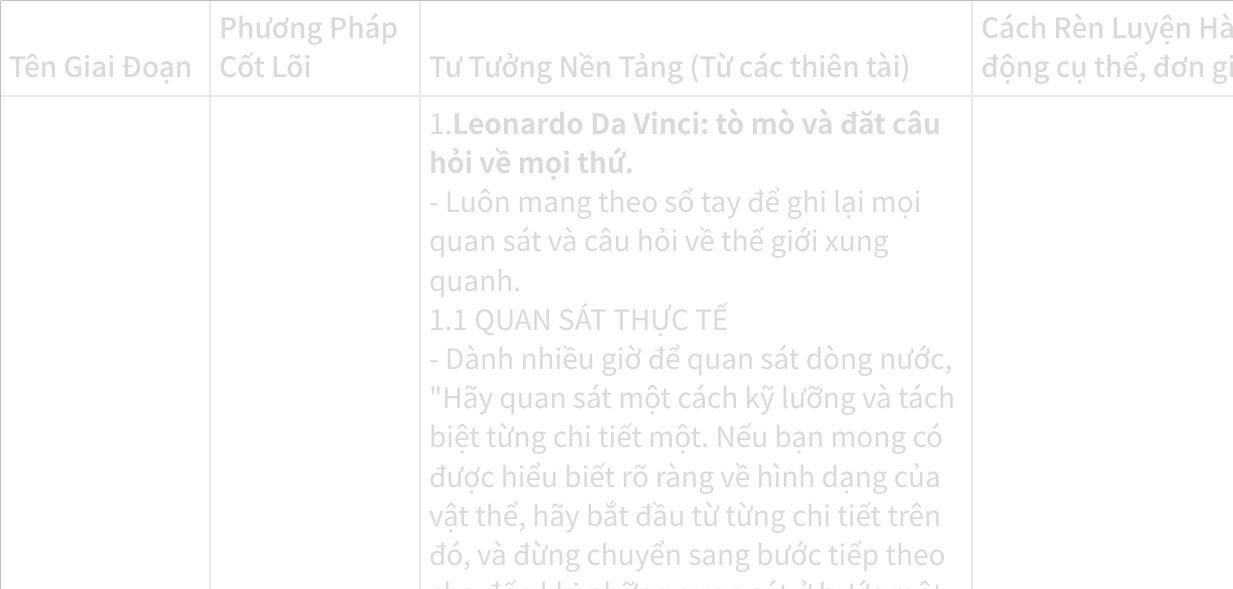 Tên Giai Đoạn
Phương Pháp
Cốt Lõi
Tư Tưởng Nền Tảng (Từ các thiên tài)
Cách Rèn Luyện Hà
động cụ thể, đơn gi
1.Leonardo Da Vinci: tò mò và đăt câu
hỏi về mọi thứ.
- Luôn mang theo sổ tay để ghi lại mọi
quan sát và câu hỏi về thế giới xung
quanh.
1.1 QUAN SÁT THỰC TẾ
- Dành nhiều giờ để quan sát dòng nước,
"Hãy quan sát một cách kỹ lưỡng và tách
biệt từng chi tiết một. Nếu bạn mong có
được hiểu biết rõ ràng về hình dạng của
vật thể, hãy bắt đầu từ từng chi tiết trên
đó, và đừng chuyển sang bước tiếp theo